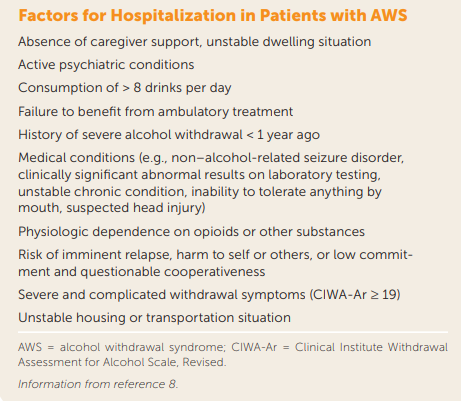 Factors for Hospitalization in Patients with AWS
Absence of caregiver support, unstable dwelling situation
Active psychiatric conditions
Consumption of > 8 drinks per day
Failure to benefit from ambulatory treatment
History of severe alcohol withdrawal < 1 year ago
Medical conditions (e.g., non–alcohol-related seizure disorder,
clinically significant abnormal results on laboratory testing,
unstable chronic condition, inability to tolerate anything by
mouth, suspected head injury)
Physiologic dependence on opioids or other substances
Risk of imminent relapse, harm to self or others, or low commit-
ment and questionable cooperativeness
Severe and complicated withdrawal symptoms (CIWA-Ar ≥ 19)
Unstable housing or transportation situation
AWS = alcohol withdrawal syndrome; CIWA-Ar = Clinical Institute Withdrawal
Assessment for Alcohol Scale, Revised.
Information from reference 8.